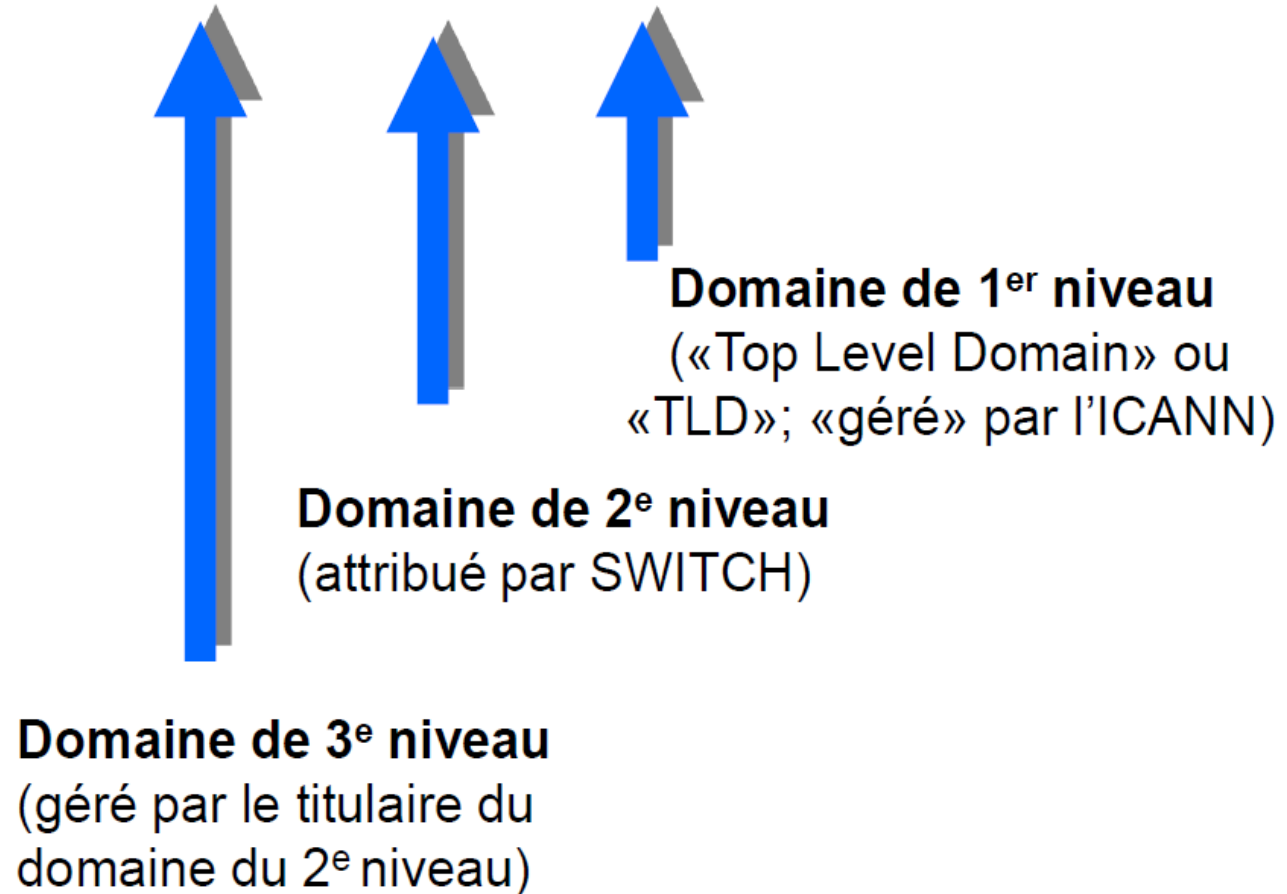 Domaine de 1er niveau
(«Top Level Domain» ou
«TLD»; «géré» par l’ICANN)
Domaine de 2e niveau
(attribué par SWITCH)
Domaine de 3e niveau
(géré par le titulaire du
domaine du 2e niveau)